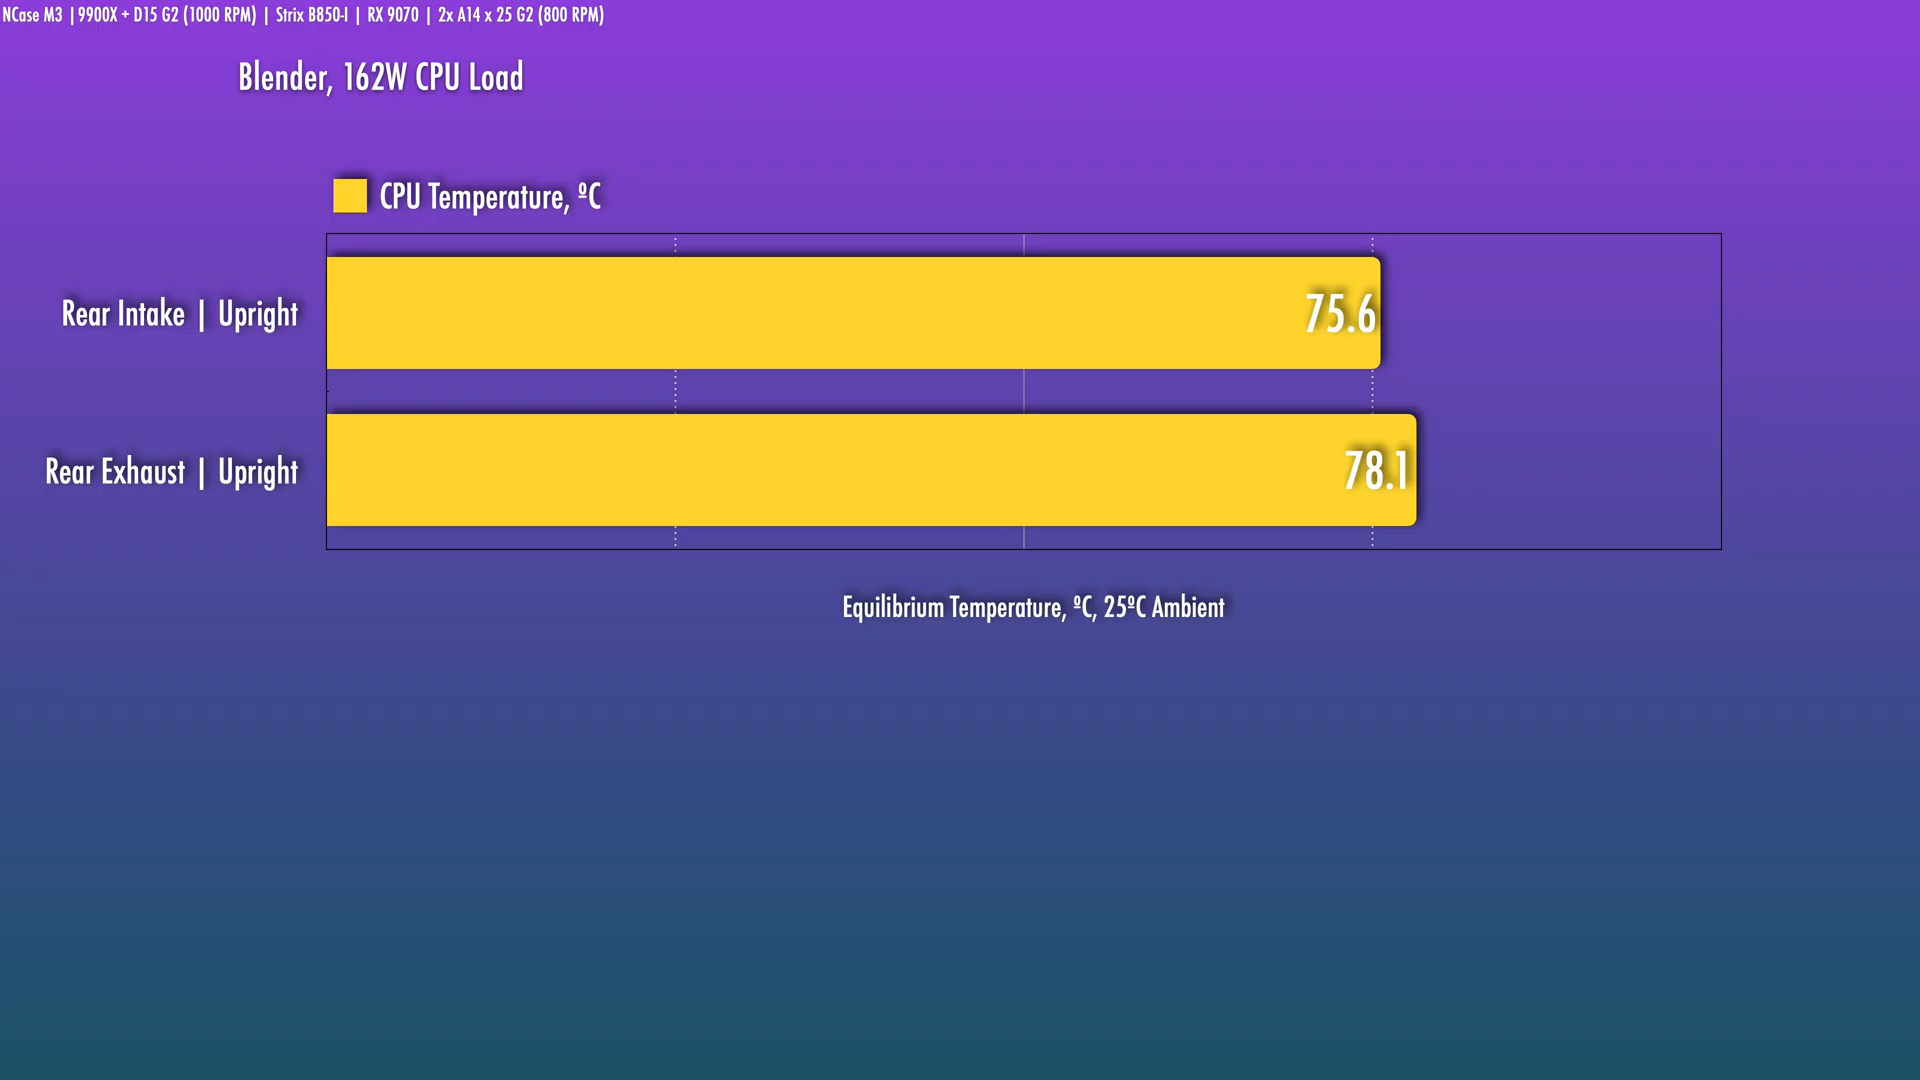 NCase M3 | 9900X + D15 G2 (1000 RPM) | Strix B850-I | RX 9070 | 2x A14 x 25 G2 (800 RPM)
Blender, 162W CPU Load
CPU Temperature, ºC
Rear Intake | Upright
75.6
Rear Exhaust | Upright
78.1
Equilibrium Temperature, ºC, 25ºC Ambient